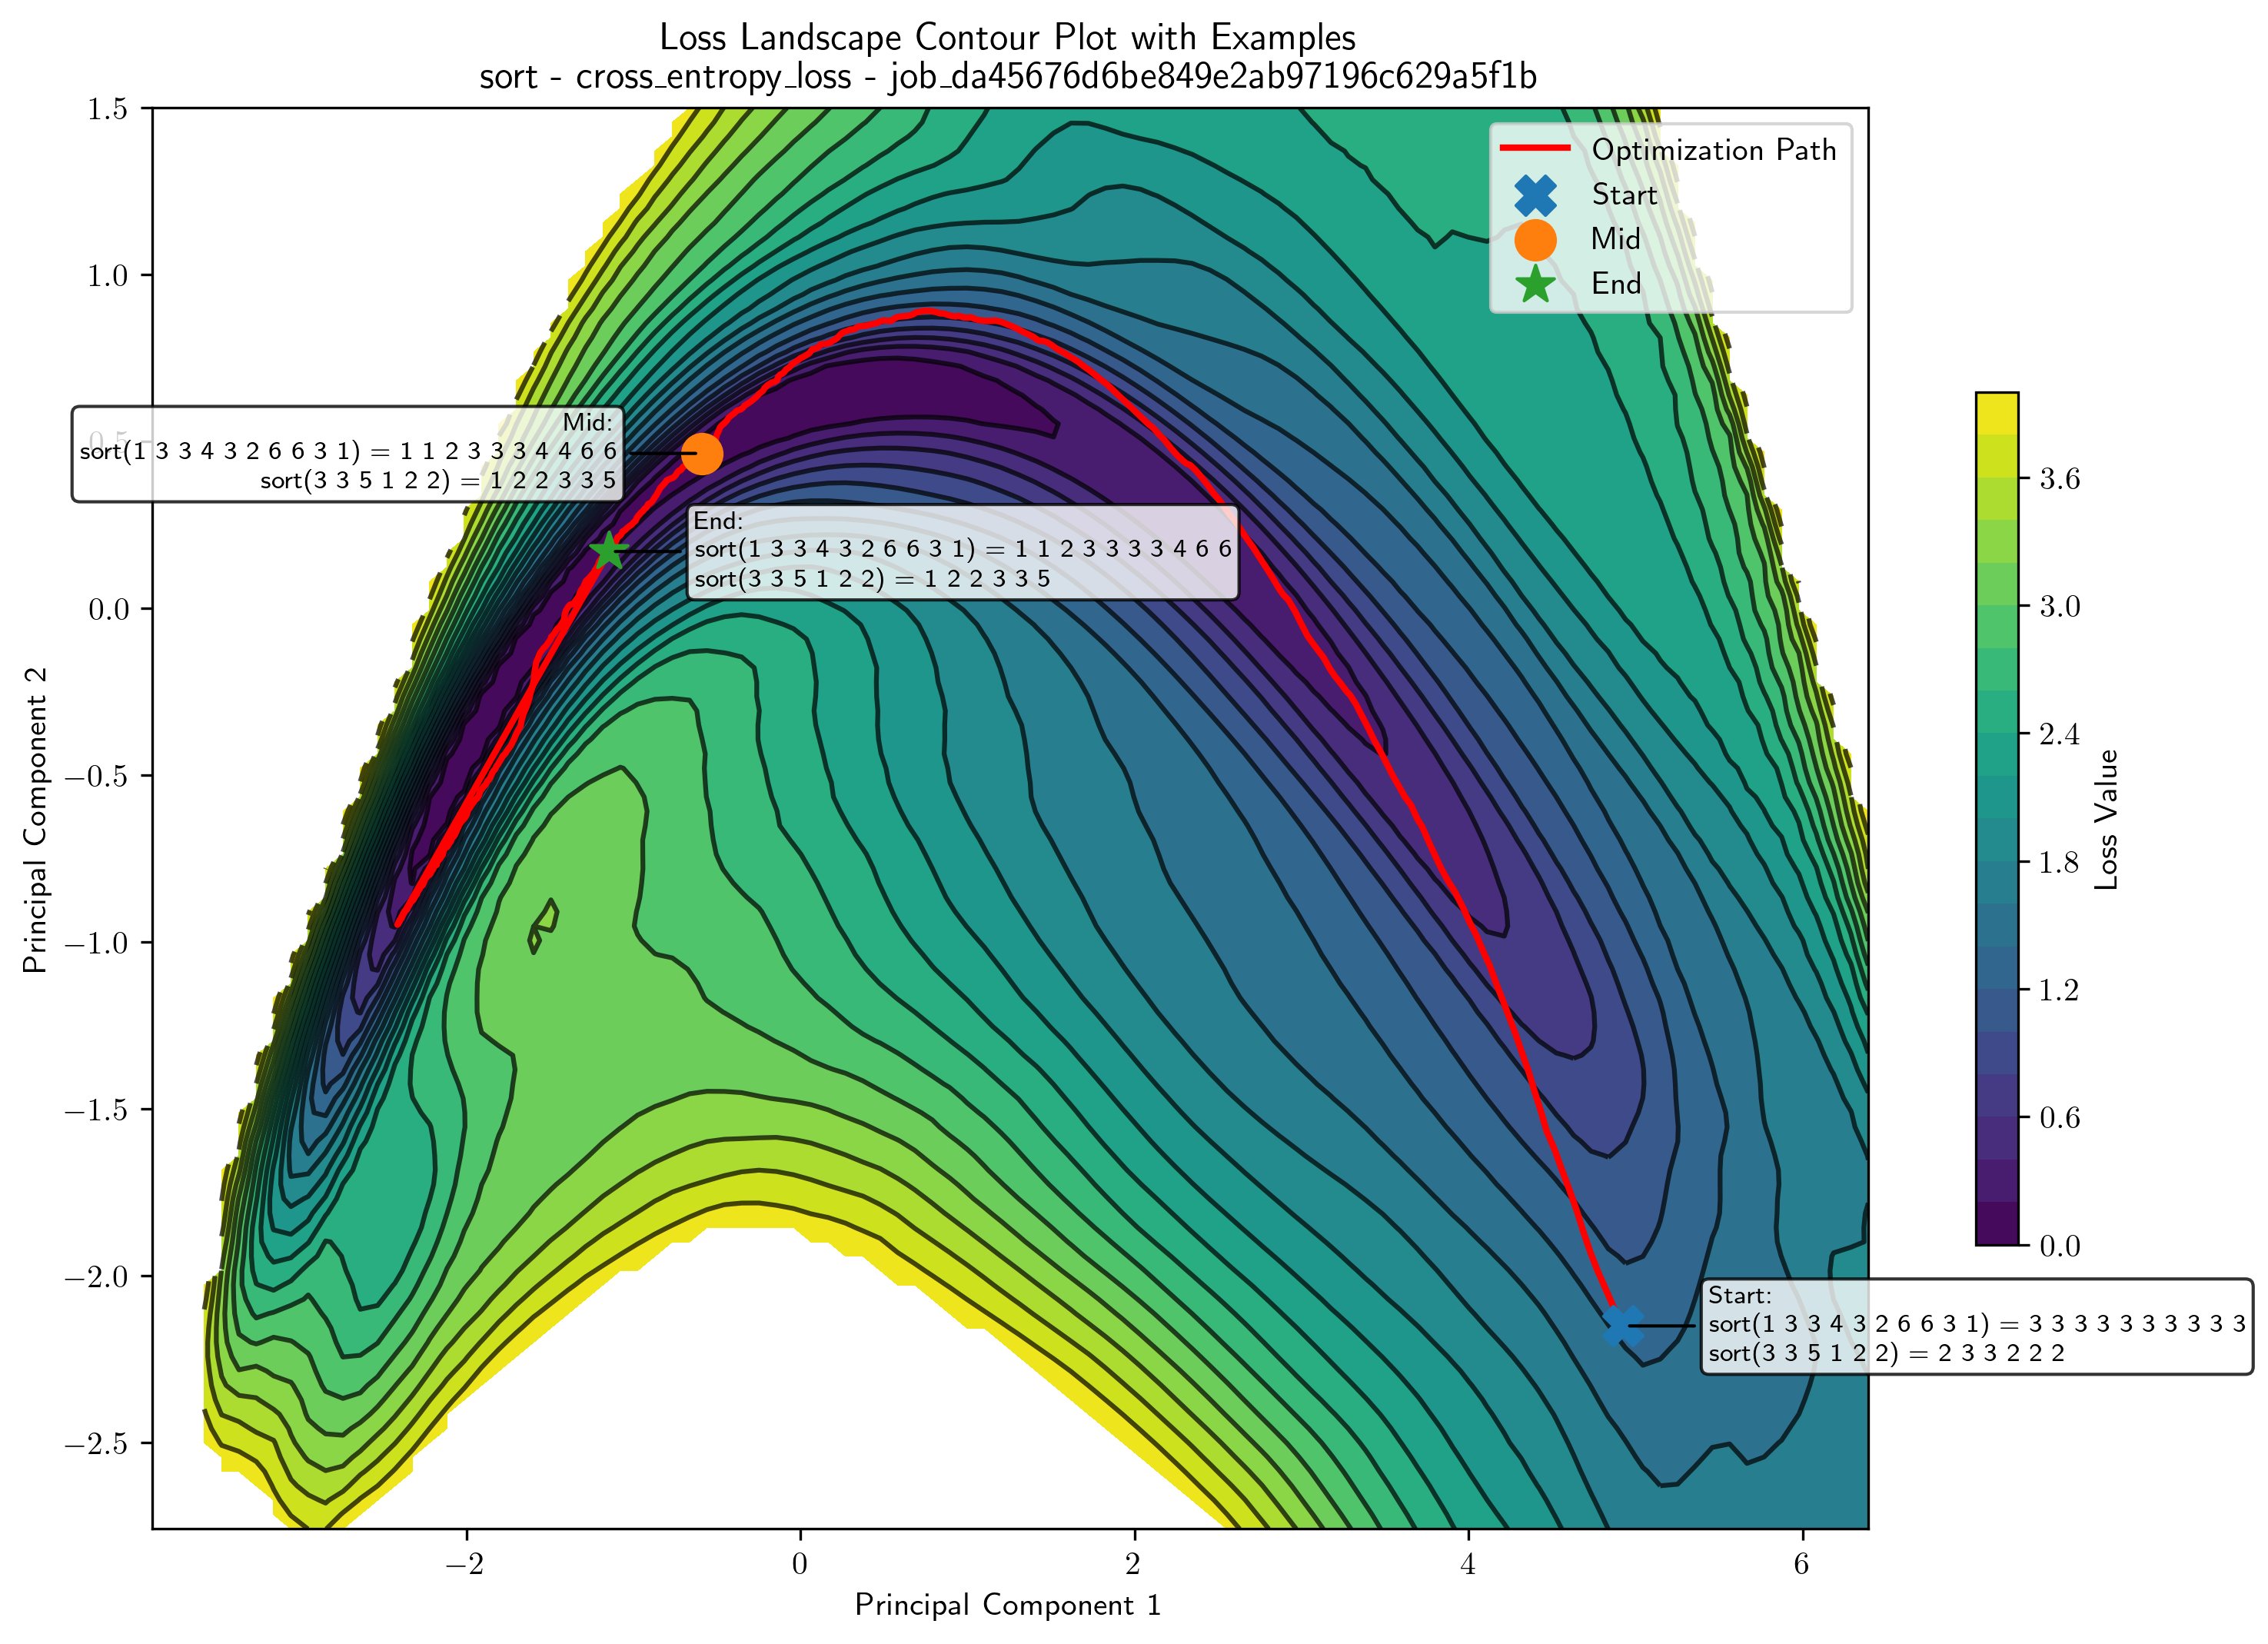 Loss Landscape Contour Plot with Examples
sort - cross_entropy_loss - job_da45676d6be849e2ab97196c629a5f1b
Optimization Path
Start
Mid
End
Mid:
sort(1 3 3 4 3 2 6 6 3 1) = 1 1 2 3 3 3 4 4 6 6
sort(3 3 5 1 2 2) = 1 2 2 3 3 5
End:
sort(1 3 3 4 3 2 6 6 3 1) = 1 1 2 3 3 3 3 4 6 6
sort(3 3 5 1 2 2) = 1 2 2 3 3 5
Start:
sort(1 3 3 4 3 2 6 6 3 1) = 3 3 3 3 3 3 3 3 3 3
sort(3 3 5 1 2 2) = 2 3 3 2 2 2
1.5
1.0
0.5
0.0
−0.5
−1.0
−1.5
−2.0
−2.5
Principal Component 2
−2
0
2
4
6
Principal Component 1
3.6
3.0
2.4
1.8
1.2
0.6
0.0
Loss Value